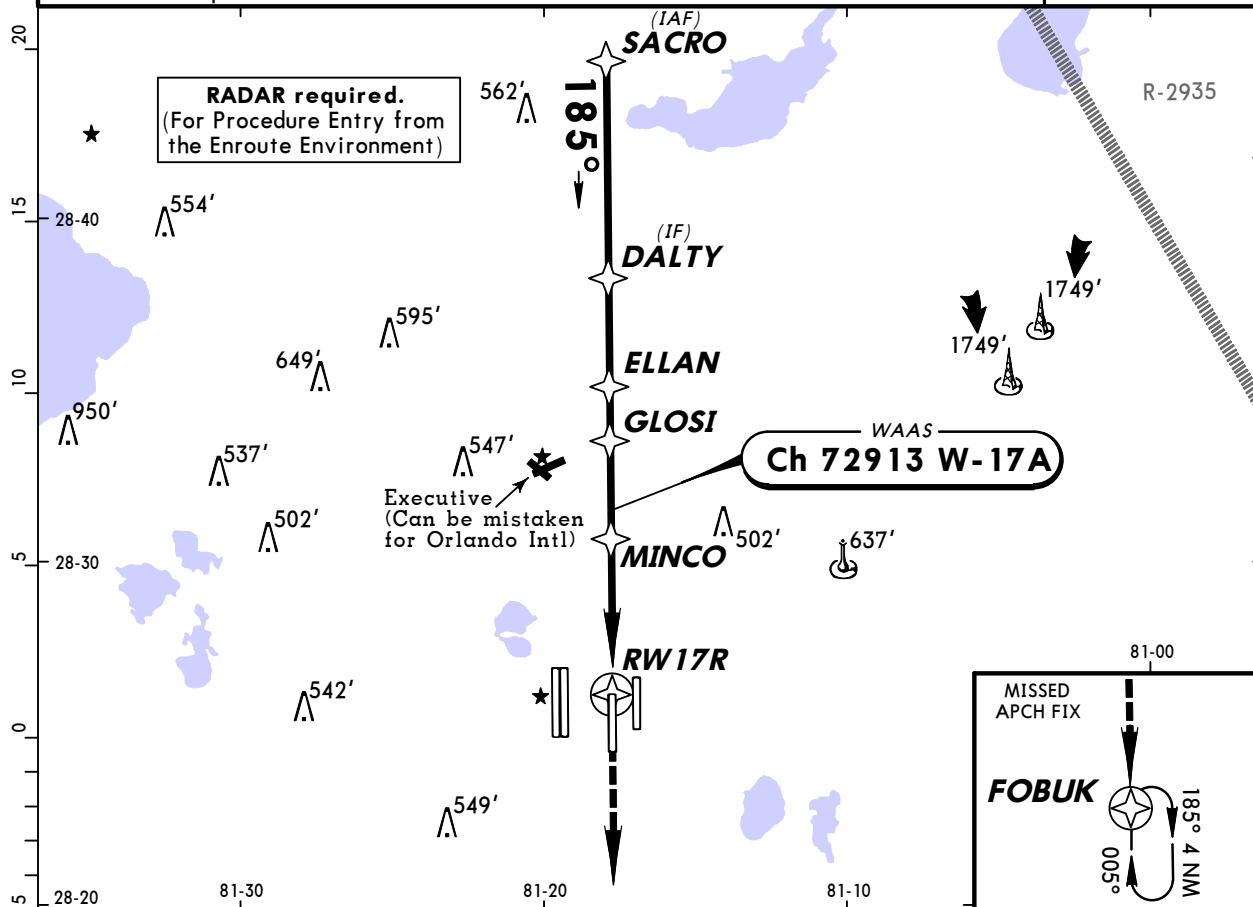 20
(IAF)
SACRO
RADAR required.
(For Procedure Entry from
the Enroute Environment)
562'
185°
R-2935
15
28-40
554'
(IF)
DALTY
1749'
595'
1749'
649'
ELLAN
10
950'
GLOSI
WAAS
Ch 72913 W-17A
537'
547'
Executive
(Can be mistaken
for Orlando Intl)
502'
502'
637'
5
28-30
MINCO
RW17R
81-00
542'
MISSED
APCH FIX
0
FOBUK
185° 4 NM
005°
549'
5
28-20
81-30
81-20
81-10